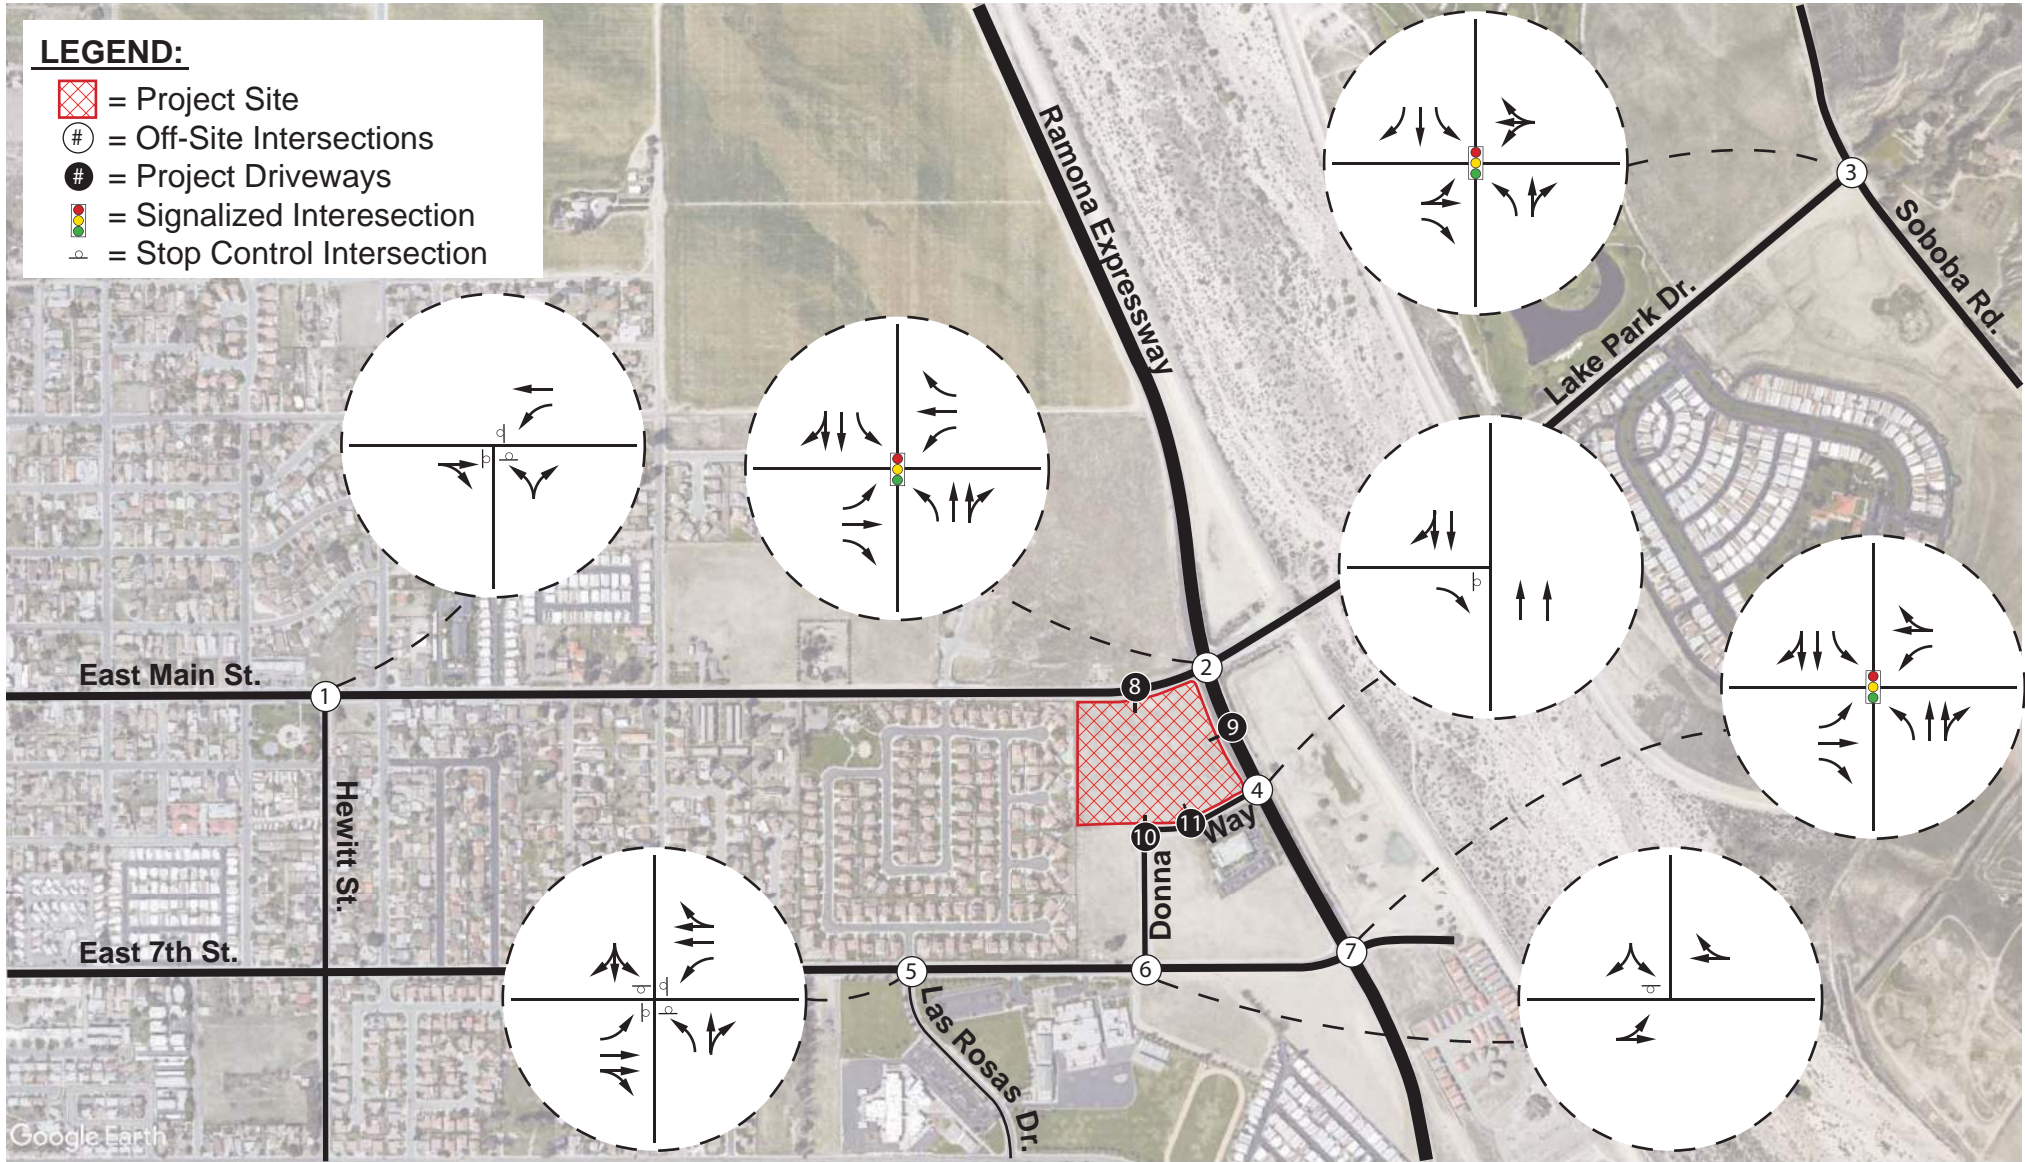 LEGEND:
= Project Site
# = Off-Site Intersections
# = Project Driveways
= Signalized Interesection
= Stop Control Intersection
Ramona Expressway
3
Soboba Rd.
Lake Park Dr.
East Main St.
1
8
2
9
4
Hewitt St.
10
11
Donna Way
East 7th St.
5
6
7
Las Rosas Dr.
Google Earth